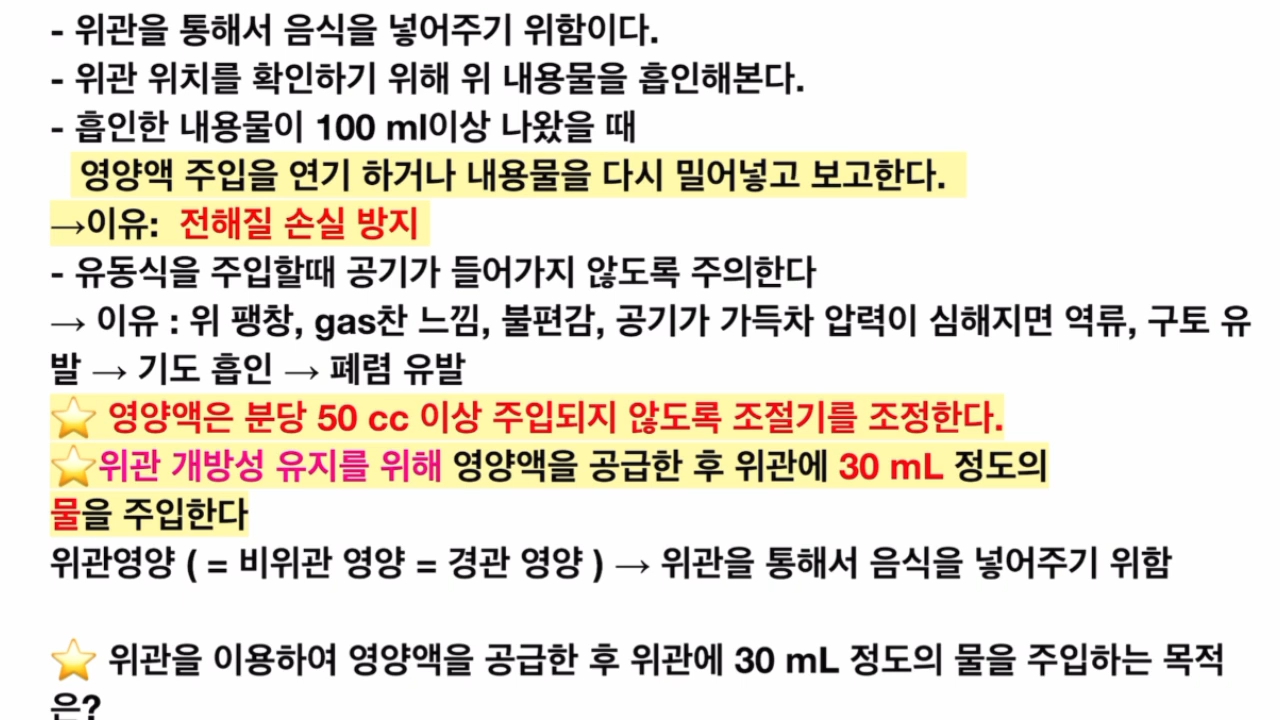 - 위관을 통해서 음식을 넣어주기 위함이다.
- 위관 위치를 확인하기 위해 위 내용물을 흡인해본다.
- 흡인한 내용물이 100 ml이상 나왔을 때
영양액 주입을 연기 하거나 내용물을 다시 밀어넣고 보고한다.
→이유: 전해질 손실 방지
- 유동식을 주입할때 공기가 들어가지 않도록 주의한다
→ 이유 : 위 팽창, gas찬 느낌, 불편감, 공기가 가득차 압력이 심해지면 역류, 구토 유
발 → 기도 흡인 → 폐렴 유발
⭐ 영양액은 분당 50 cc 이상 주입되지 않도록 조절기를 조정한다.
⭐위관 개방성 유지를 위해 영양액을 공급한 후 위관에 30 mL 정도의
물을 주입한다
위관영양 ( = 비위관 영양 = 경관 영양 ) → 위관을 통해서 음식을 넣어주기 위함
⭐ 위관을 이용하여 영양액을 공급한 후 위관에 30 mL 정도의 물을 주입하는 목적
은?